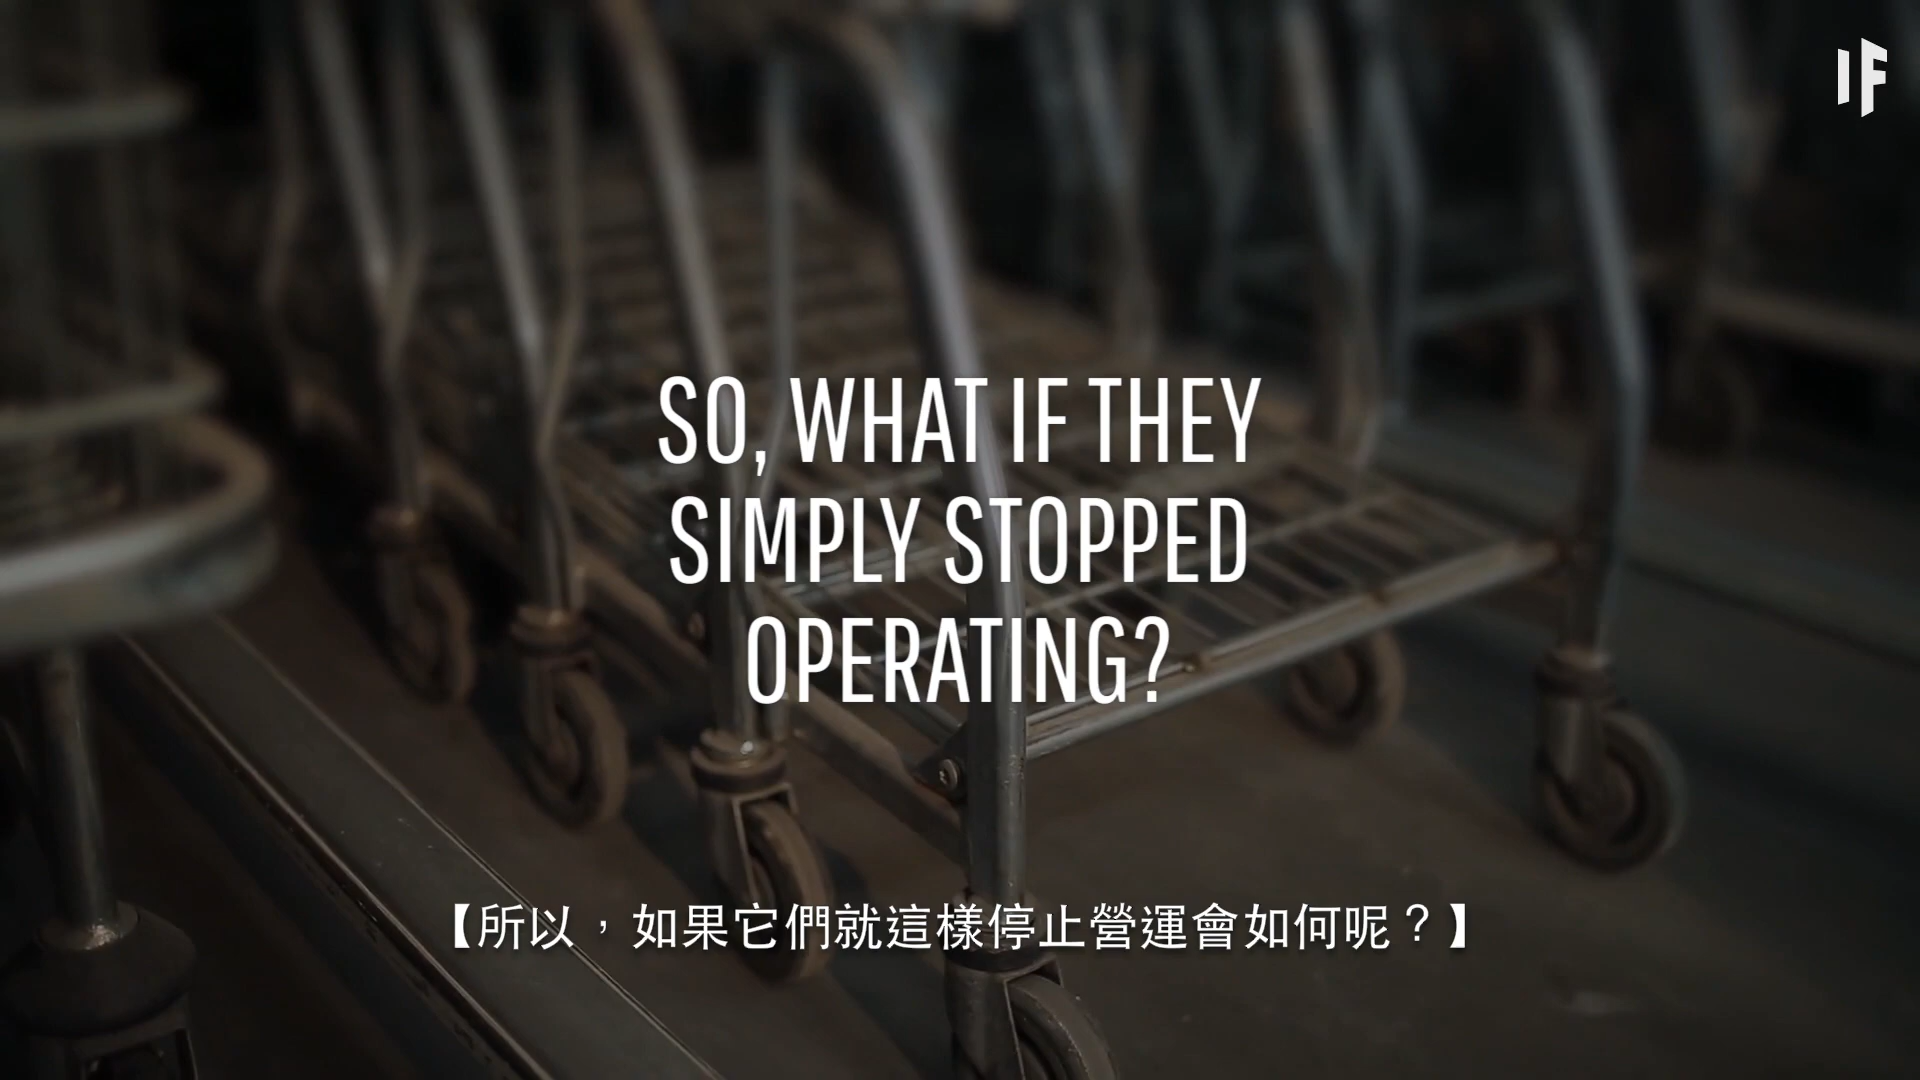 IF
SO, WHAT IF THEY
SIMPLY STOPPED
OPERATING?
【所以，如果它們就這樣停止營運會如何呢？】